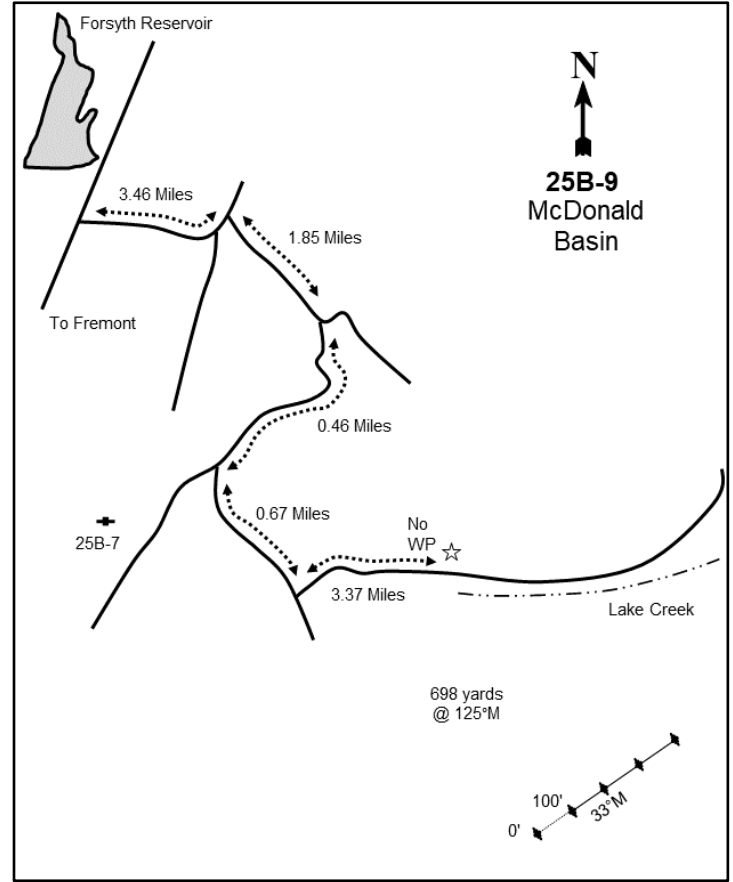 Forsyth Reservoir
N
25B-9
McDonald
Basin
3.46 Miles
1.85 Miles
To Fremont
0.46 Miles
0.67 Miles
25B-7
No
WP
3.37 Miles
Lake Creek
698 yards
@ 125°M
100'
33°M
0'